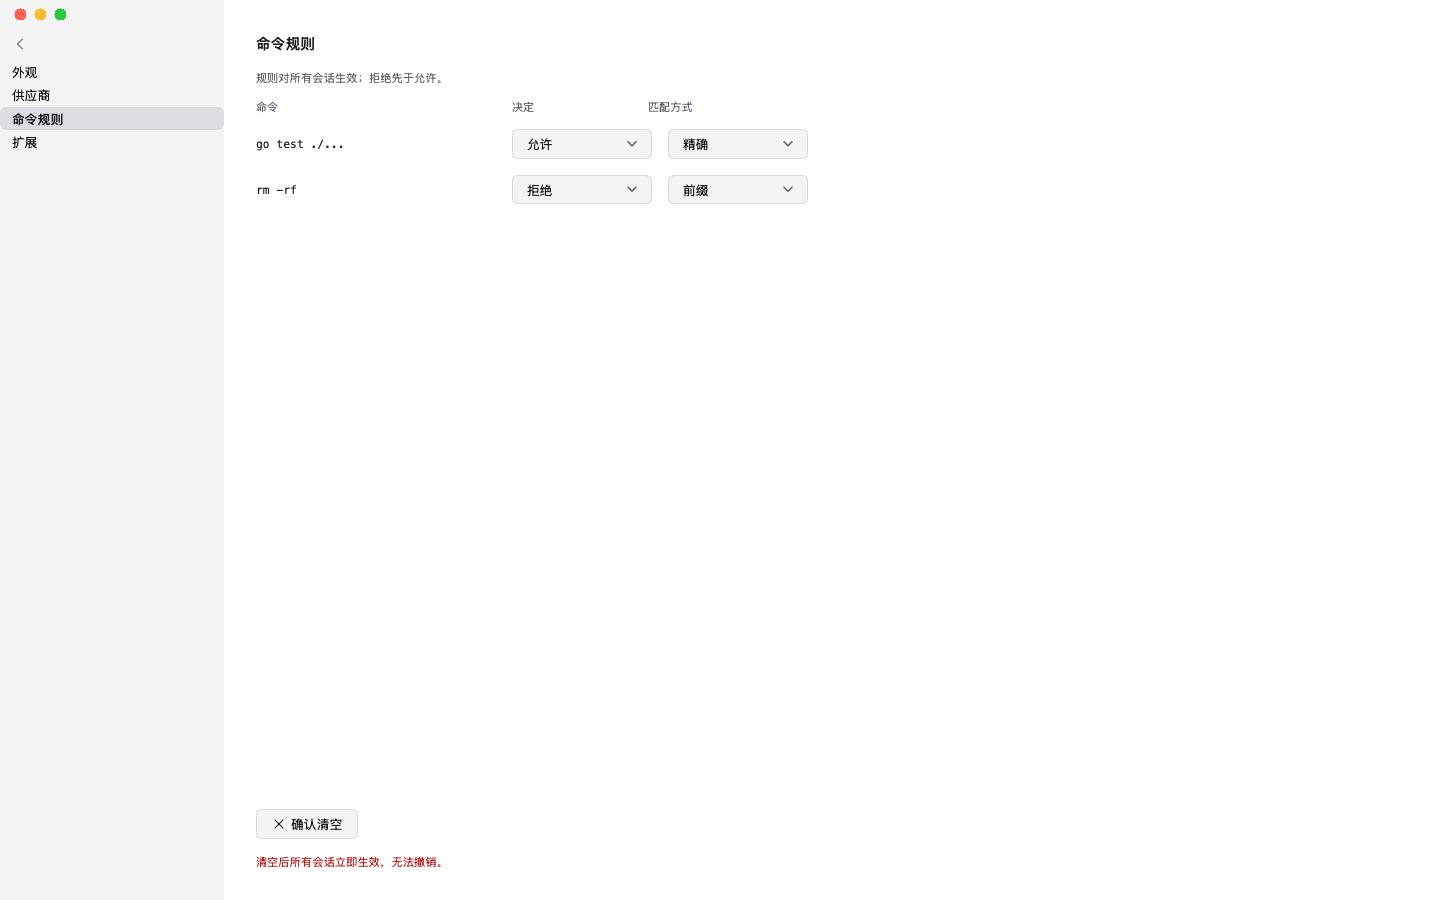 命令规则
规则对所有会话生效；拒绝先于允许。
外观
供应商
命令规则
扩展
命令 决定 匹配方式
go test ./... 允许 精确
rm -rf 拒绝 前缀
确认清空
清空后所有会话立即生效，无法撤销。